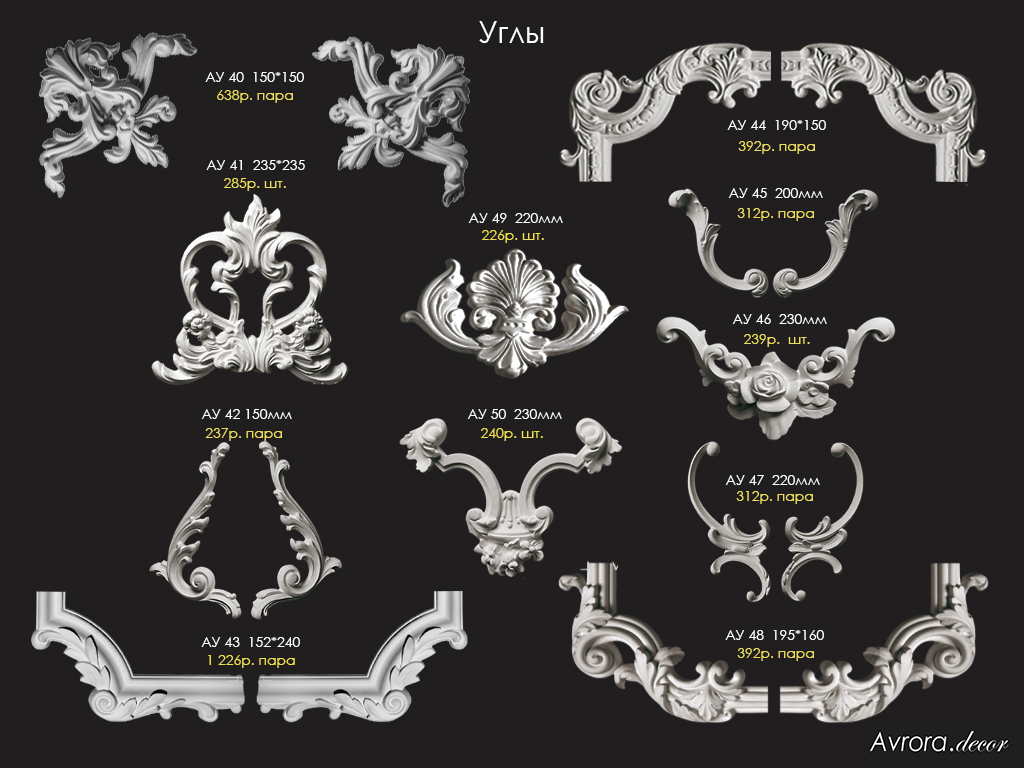 Углы
АУ 40 150*150
638р. пара
АУ 41 235*235
285р. шт.
АУ 42 150мм
237р. пара
АУ 43 152*240
1 226р. пара
АУ 49 220мм
226р. шт.
АУ 50 230мм
240р. шт.
АУ 44 190*150
392р. пара
АУ 45 200мм
312р. пара
АУ 46 230мм
239р. шт.
АУ 47 220мм
312р. пара
АУ 48 195*160
392р. пара
Avrora.decor